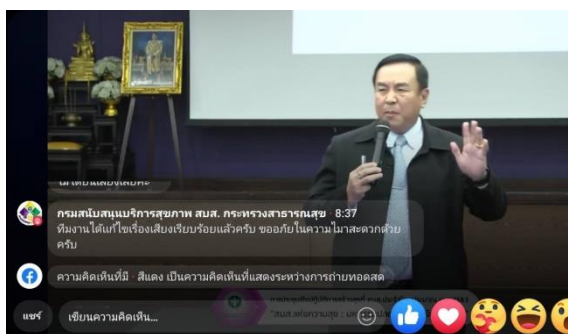 กรมสนับสนุนบริการสุขภาพ สบส. กระทรวงสาธารณสุข · 8:37
ทีมงานได้แก้ไขเรื่องเสียงเรียบร้อยแล้วครับ ขออภัยในความไมาสะดวกด้วย
ครับ
ความคิดเห็นที่มี · สีแดง เป็นความคิดเห็นที่แสดงระหว่างการถ่ายทอดสด
แชร์
เขียนความคิดเห็น...